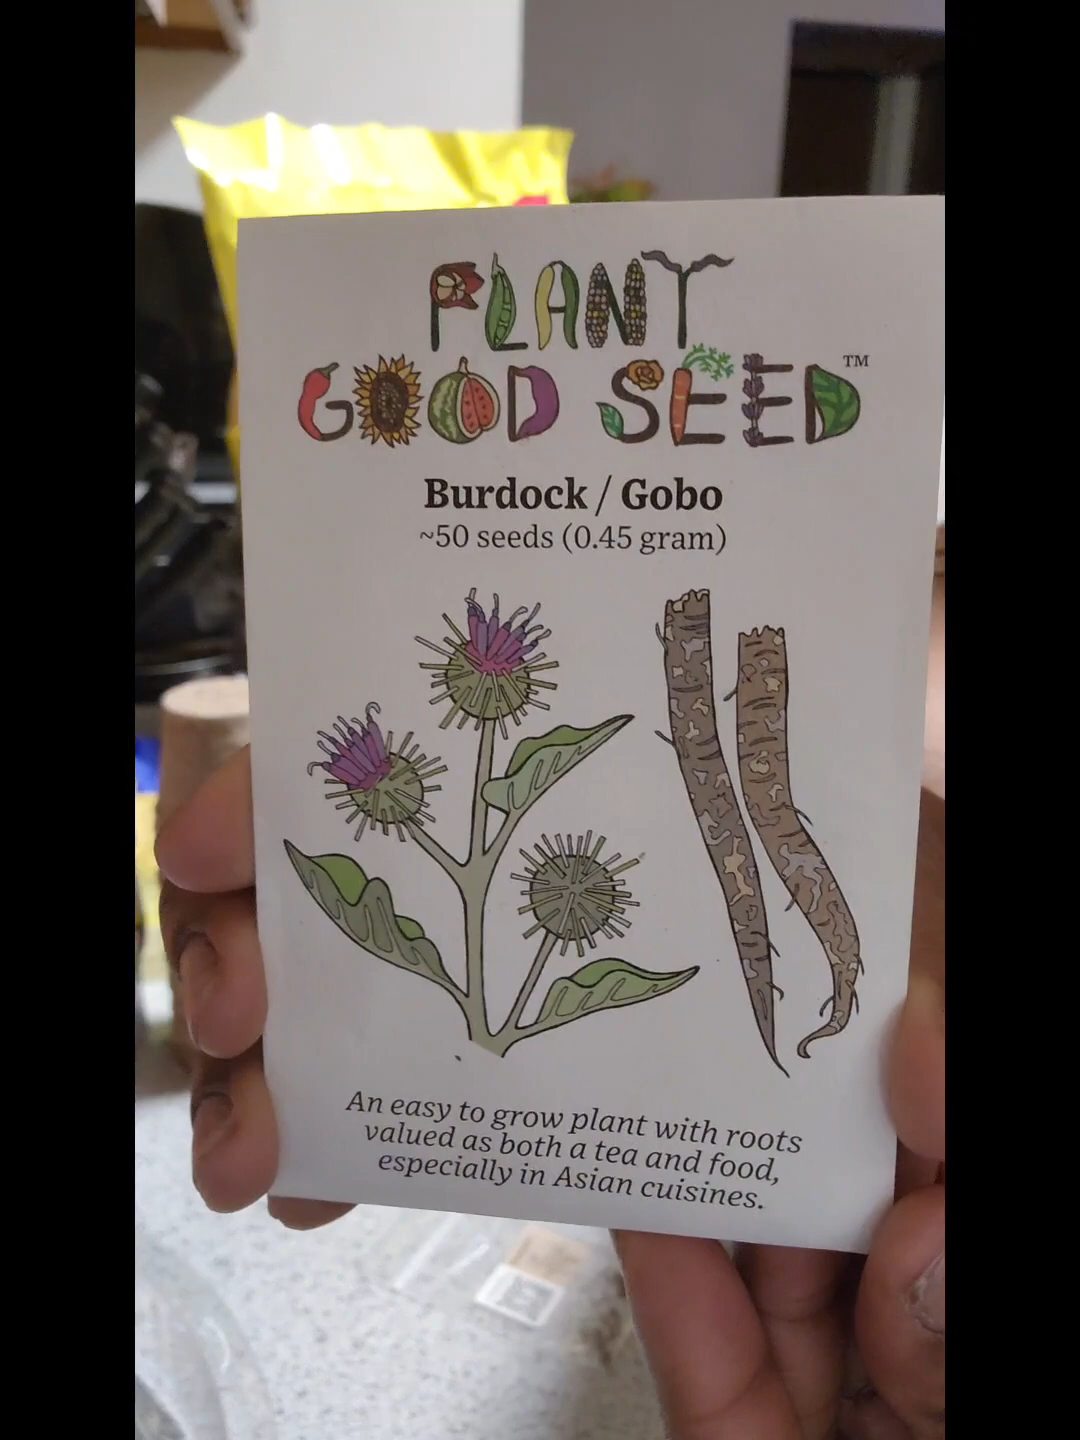 PLANT
GOOD SEED™
Burdock / Gobo
~50 seeds (0.45 gram)
An easy to grow plant with roots
valued as both a tea and food,
especially in Asian cuisines.